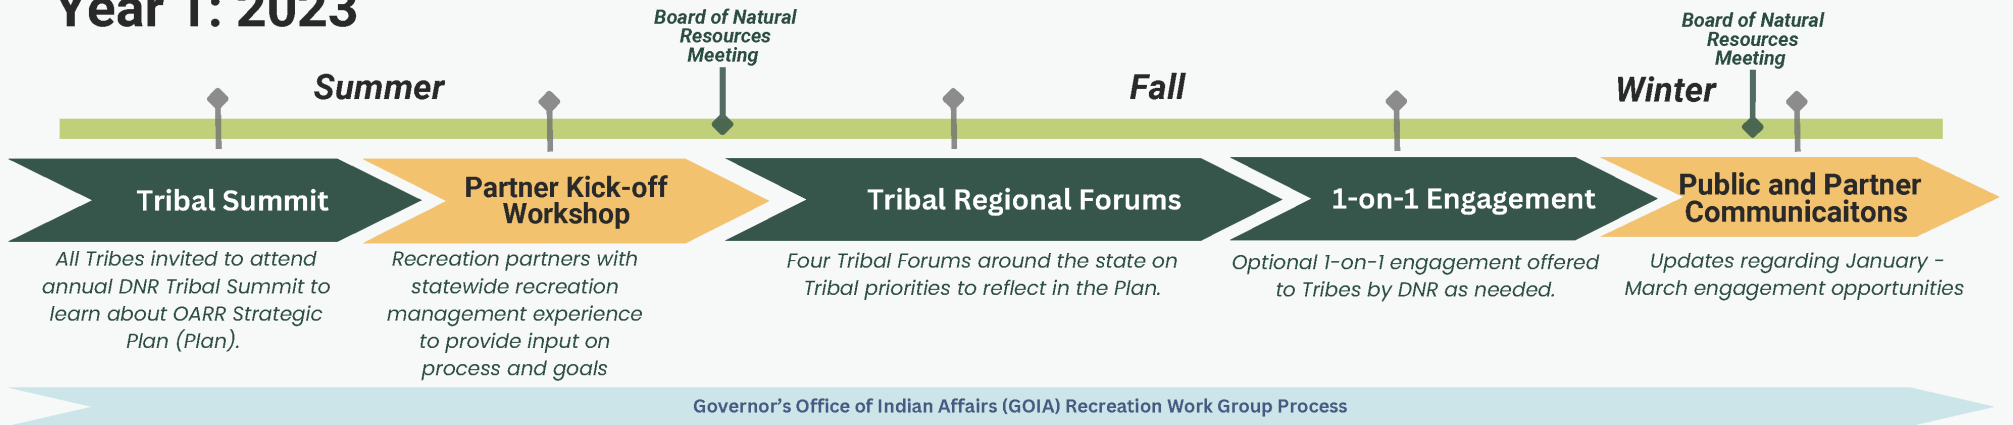 Year 1: 2023
Board of Natural
Resources
Meeting
Board of Natural
Resources
Meeting
Summer
Fall
Winter
Tribal Summit
All Tribes invited to attend
annual DNR Tribal Summit to
learn about OARR Strategic
Plan (Plan).
Partner Kick-off
Workshop
Recreation partners with
statewide recreation
management experience
to provide input on
process and goals
Tribal Regional Forums
Four Tribal Forums around the state on
Tribal priorities to reflect in the Plan.
1-on-1 Engagement
Optional 1-on-1 engagement offered
to Tribes by DNR as needed.
Public and Partner
Communicaitons
Updates regarding January -
March engagement opportunities
Governor's Office of Indian Affairs (GOIA) Recreation Work Group Process